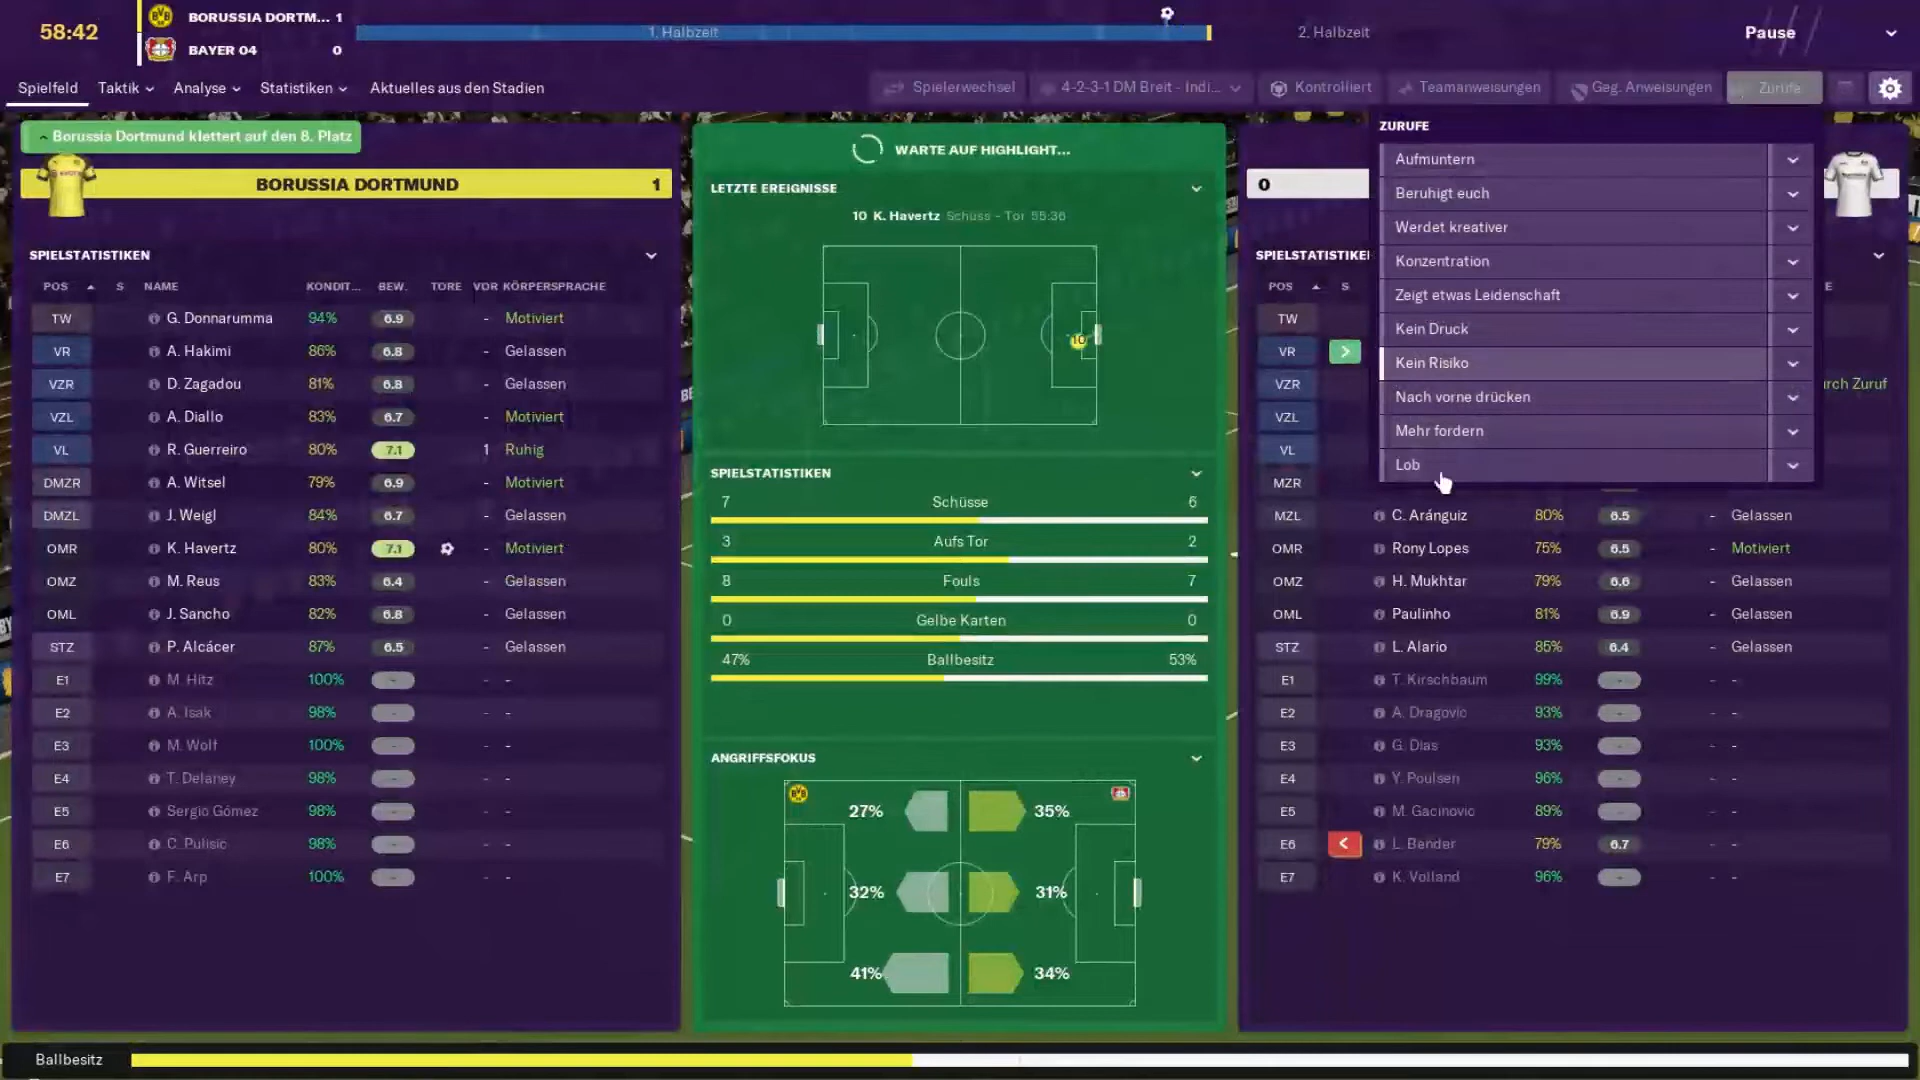 58:42
BORUSSIA DORTM... 1
BAYER 04 0
1. Halbzeit
2. Halbzeit
Pause
Spielfeld
Taktik
Analyse
Statistiken
Aktuelles aus den Stadien
Spielerwechsel
4-2-3-1 DM Breit - Indi...
Kontrolliert
Teamanweisungen
Geg. Anweisungen
Zurufe
Borussia Dortmund klettert auf den 8. Platz
BORUSSIA DORTMUND 1
SPIELSTATISTIKEN
POS S NAME KONDIT... BEW. TORE VOR KÖRPERSPRACHE
TW G. Donnarumma 94% 6.9 - Motiviert
VR A. Hakimi 86% 6.8 - Gelassen
VZR D. Zagadou 81% 6.8 - Gelassen
VZL A. Diallo 83% 6.7 - Motiviert
VL R. Guerreiro 80% 7.1 1 Ruhig
DMZR A. Witsel 79% 6.9 - Motiviert
DMZL J. Weigl 84% 6.7 - Gelassen
OMR K. Havertz 80% 7.1 - Motiviert
OMZ M. Reus 83% 6.4 - Gelassen
OML J. Sancho 82% 6.8 - Gelassen
STZ P. Alcácer 87% 6.5 - Gelassen
E1 M. Hitz 100% - - -
E2 A. Isak 98% - - -
E3 M. Wolf 100% - - -
E4 T. Delaney 98% - - -
E5 Sergio Gómez 98% - - -
E6 C. Pulisic 98% - - -
E7 F. Arp 100% - - -
WARTE AUF HIGHLIGHT...
LETZTE EREIGNISSE
10 K. Havertz Schuss - Tor 55:36
10
SPIELSTATISTIKEN
7 Schüsse 6
3 Aufs Tor 2
8 Fouls 7
0 Gelbe Karten 0
47% Ballbesitz 53%
ANGRIFFSFOKUS
27% 35%
32% 31%
41% 34%
0
SPIELSTATISTIKE
POS S E
TW
VR
VZR urch Zuruf
VZL
VL
MZR
MZL C. Aránguiz 80% 6.5 - Gelassen
OMR Rony Lopes 75% 6.5 - Motiviert
OMZ H. Mukhtar 79% 6.6 - Gelassen
OML Paulinho 81% 6.9 - Gelassen
STZ L. Alario 85% 6.4 - Gelassen
E1 T. Kirschbaum 99% - - -
E2 A. Dragovic 93% - - -
E3 G. Dias 93% - - -
E4 Y. Poulsen 96% - - -
E5 M. Gacinovic 89% - - -
E6 L. Bender 79% 6.7 - -
E7 K. Volland 96% - - -
ZURUFE
Aufmuntern
Beruhigt euch
Werdet kreativer
Konzentration
Zeigt etwas Leidenschaft
Kein Druck
Kein Risiko
Nach vorne drücken
Mehr fordern
Lob
Ballbesitz